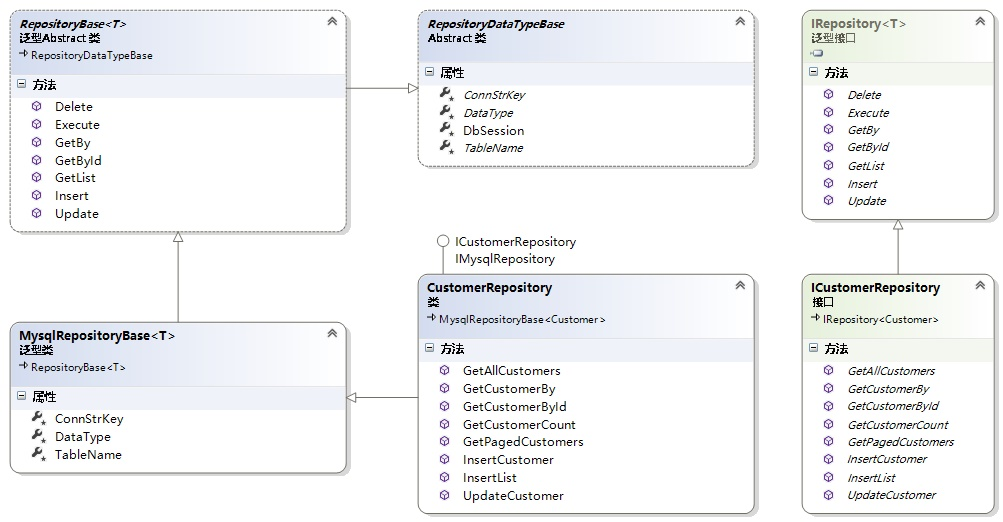 RepositoryBase<T>
泛型Abstract 类
RepositoryDataTypeBase
方法
Delete
Execute
GetBy
GetById
GetList
Insert
Update
RepositoryDataTypeBase
Abstract 类
属性
ConnStrKey
DataType
DbSession
TableName
IRepository<T>
泛型接口
方法
Delete
Execute
GetBy
GetById
GetList
Insert
Update
MysqlRepositoryBase<T>
泛型类
RepositoryBase<T>
属性
ConnStrKey
DataType
TableName
ICustomerRepository
IMysqlRepository
CustomerRepository
类
MysqlRepositoryBase<Customer>
方法
GetAllCustomers
GetCustomerBy
GetCustomerById
GetCustomerCount
GetPagedCustomers
InsertCustomer
InsertList
UpdateCustomer
ICustomerRepository
接口
IRepository<Customer>
方法
GetAllCustomers
GetCustomerBy
GetCustomerById
GetCustomerCount
GetPagedCustomers
InsertCustomer
InsertList
UpdateCustomer